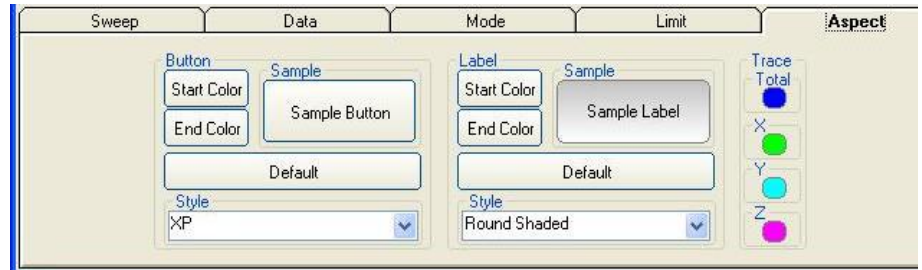 Sweep Data Mode Limit Aspect
Button
Start Color
End Color
Sample
Sample Button
Default
Style
XP
Label
Start Color
End Color
Sample
Sample Label
Default
Style
Round Shaded
Trace
Total
X
Y
Z